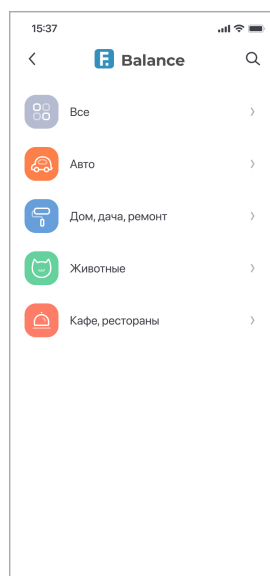 15:37
F. Balance
Все
Авто
Дом, дача, ремонт
Животные
Кафе, рестораны